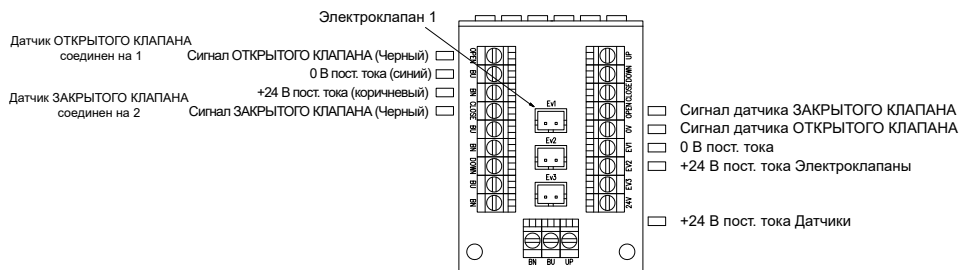 Электроклапан 1
Датчик ОТКРЫТОГО КЛАПАНА
соединен на 1
Сигнал ОТКРЫТОГО КЛАПАНА (Черный)
0 В пост. тока (синий)
+24 В пост. тока (коричневый)
Датчик ЗАКРЫТОГО КЛАПАНА
соединен на 2
Сигнал ЗАКРЫТОГО КЛАПАНА (Черный)
OPEN
BU
BN
CLOSE
BU
BN
DOWN
BU
BN
Ev1
Ev2
Ev3
UP
DOWN
CLOSE
OPEN
0V
EV1
EV2
EV3
24V
BN BU UP
Сигнал датчика ЗАКРЫТОГО КЛАПАНА
Сигнал датчика ОТКРЫТОГО КЛАПАНА
0 В пост. тока
+24 В пост. тока Электроклапаны
+24 В пост. тока Датчики